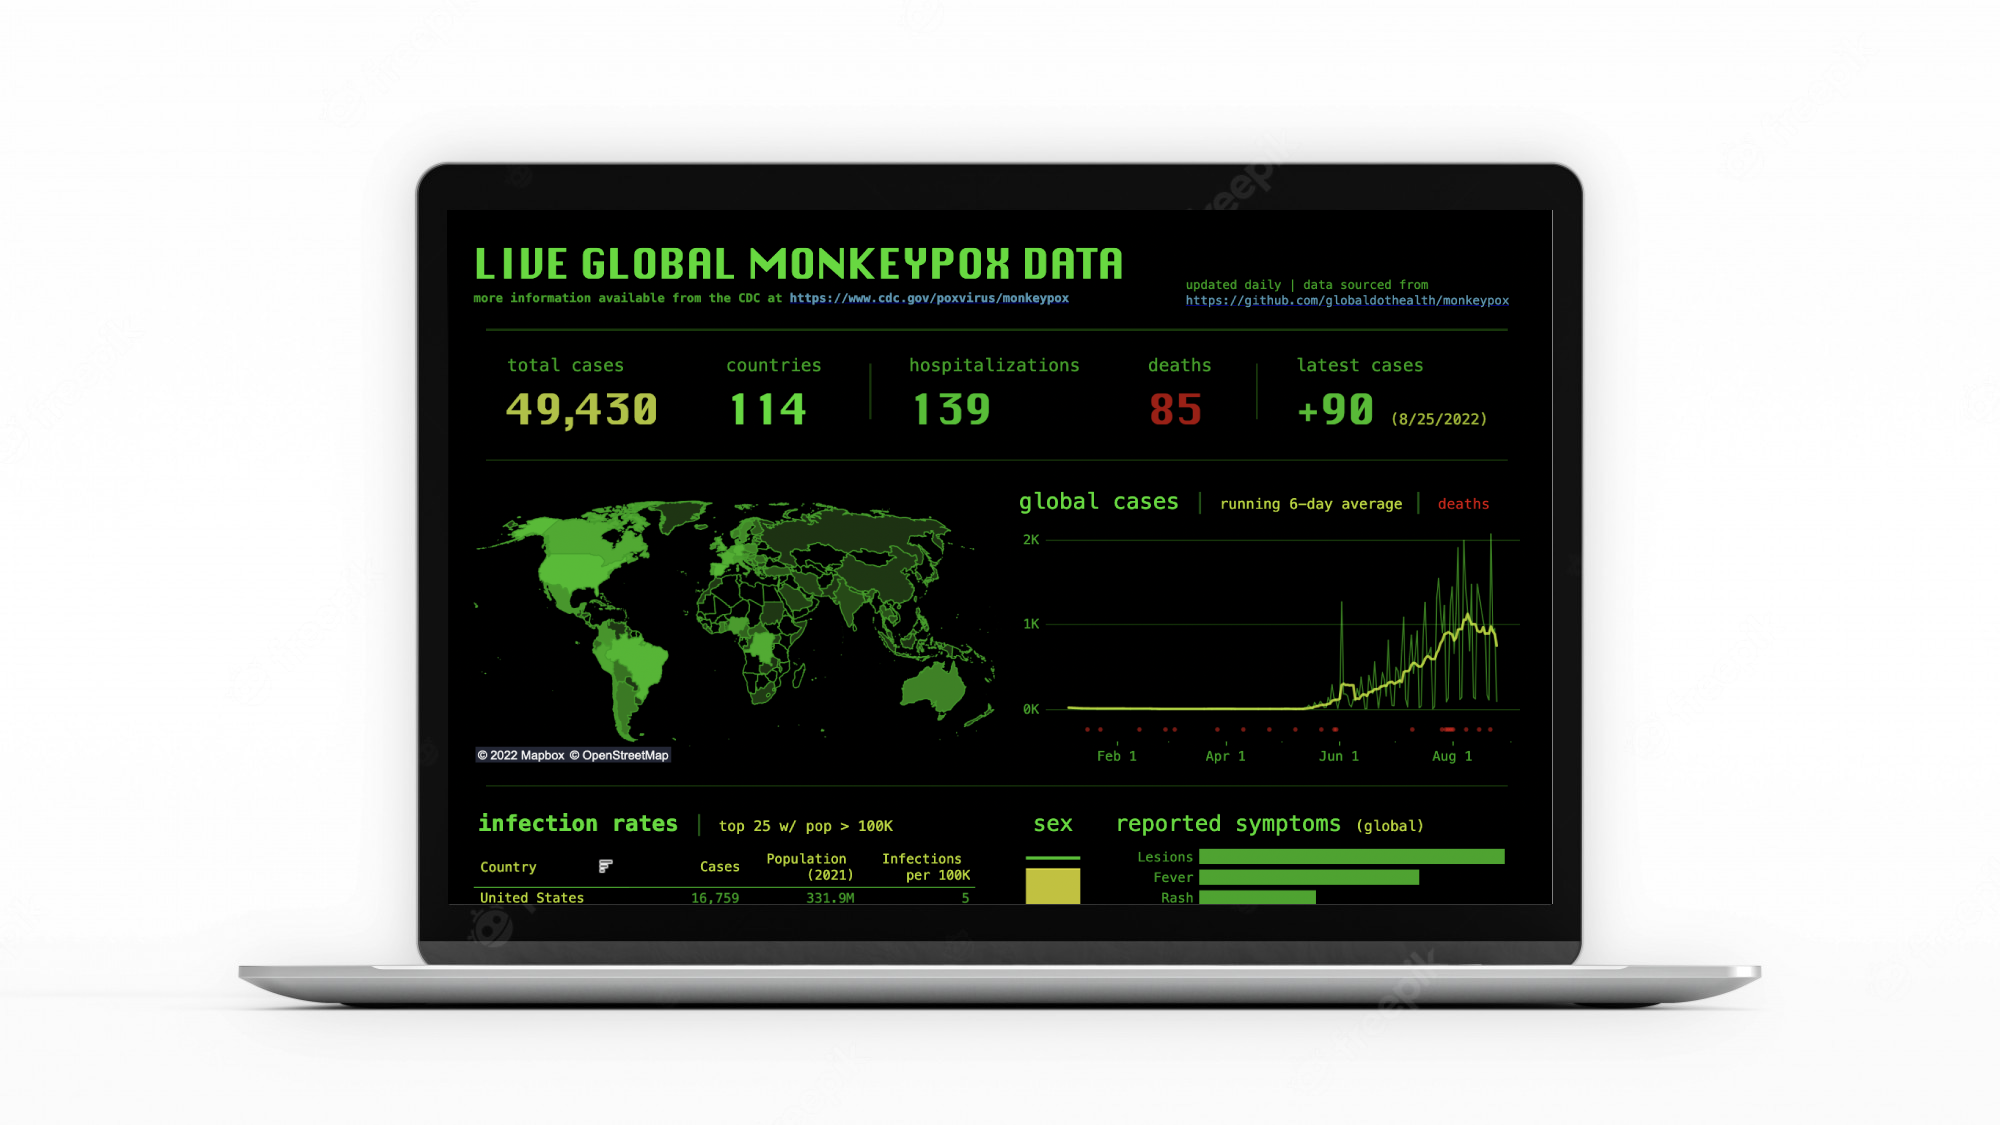 LIVE GLOBAL MONKEYPOX DATA
more information available from the CDC at https://www.cdc.gov/poxvirus/monkeypox
updated daily | data sourced from
https://github.com/globaldothealth/monkeypox
total cases countries hospitalizations deaths latest cases
49,430 114 139 85 +90 (8/25/2022)
global cases | running 6-day average | deaths
2K
1K
0K
Feb 1 Apr 1 Jun 1 Aug 1
© 2022 Mapbox © OpenStreetMap
infection rates | top 25 w/ pop > 100K
Country Cases Population (2021) Infections per 100K
United States 16,759 331.9M 5
sex
reported symptoms (global)
Lesions
Fever
Rash
freepik